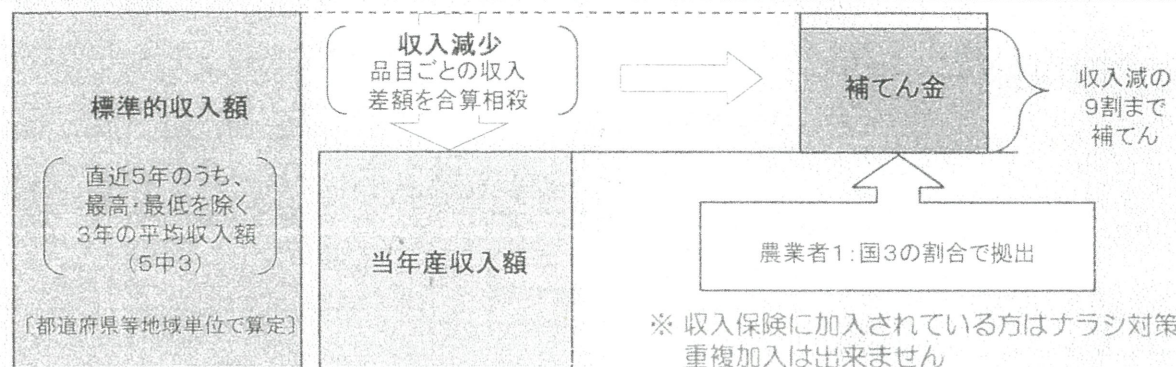 標準的収入額
直近5年のうち、
最高・最低を除く
3年の平均収入額
(5中3)
〔都道府県等地域単位で算定〕
収入減少
品目ごとの収入
差額を合算相殺
当年産収入額
補てん金
収入減の
9割まで
補てん
農業者1:国3の割合で拠出
※ 収入保険に加入されている方はナラシ対策
重複加入は出来ません